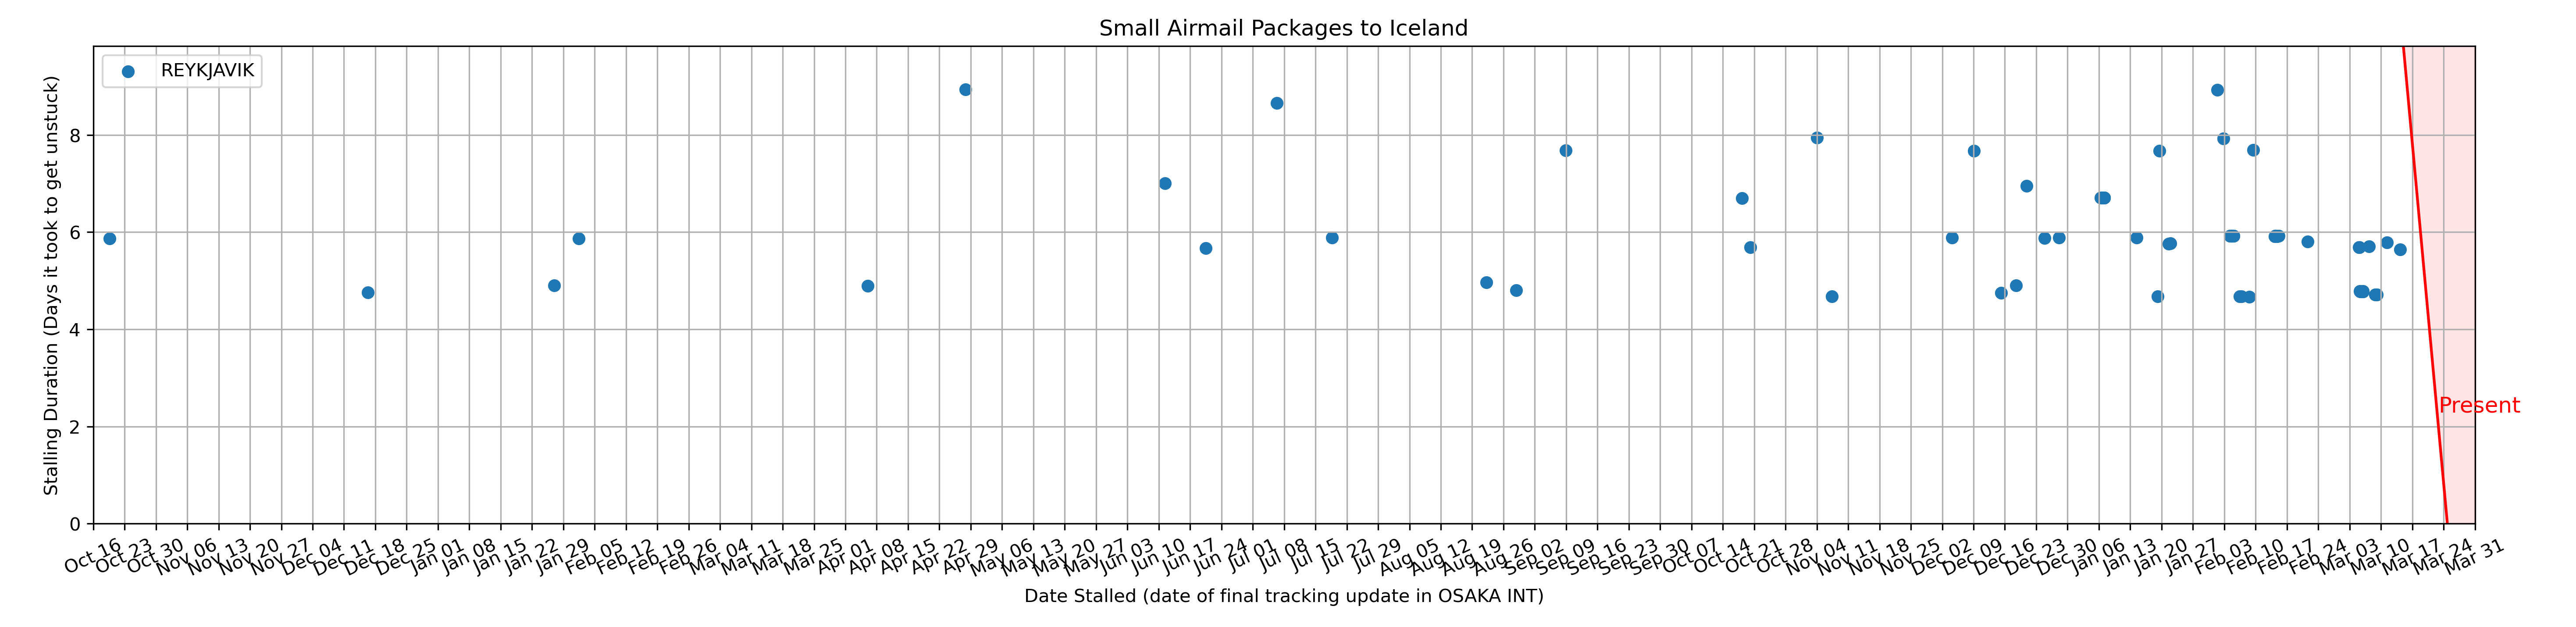 Small Airmail Packages to Iceland
REYKJAVIK
Stalling Duration (Days it took to get unstuck)
8
6
4
2
0
Present
Oct 16
Oct 23
Oct 30
Nov 06
Nov 13
Nov 20
Nov 27
Dec 04
Dec 11
Dec 18
Dec 25
Jan 01
Jan 08
Jan 15
Jan 22
Jan 29
Feb 05
Feb 12
Feb 19
Feb 26
Mar 04
Mar 11
Mar 18
Mar 25
Apr 01
Apr 08
Apr 15
Apr 22
Apr 29
May 06
May 13
May 20
May 27
Jun 03
Jun 10
Jun 17
Jun 24
Jul 01
Jul 08
Jul 15
Jul 22
Jul 29
Aug 05
Aug 12
Aug 19
Aug 26
Sep 02
Sep 09
Sep 16
Sep 23
Sep 30
Oct 07
Oct 14
Oct 21
Oct 28
Nov 04
Nov 11
Nov 18
Nov 25
Dec 02
Dec 09
Dec 16
Dec 23
Dec 30
Jan 06
Jan 13
Jan 20
Jan 27
Feb 03
Feb 10
Feb 17
Feb 24
Mar 03
Mar 10
Mar 17
Mar 24
Mar 31
Date Stalled (date of final tracking update in OSAKA INT)